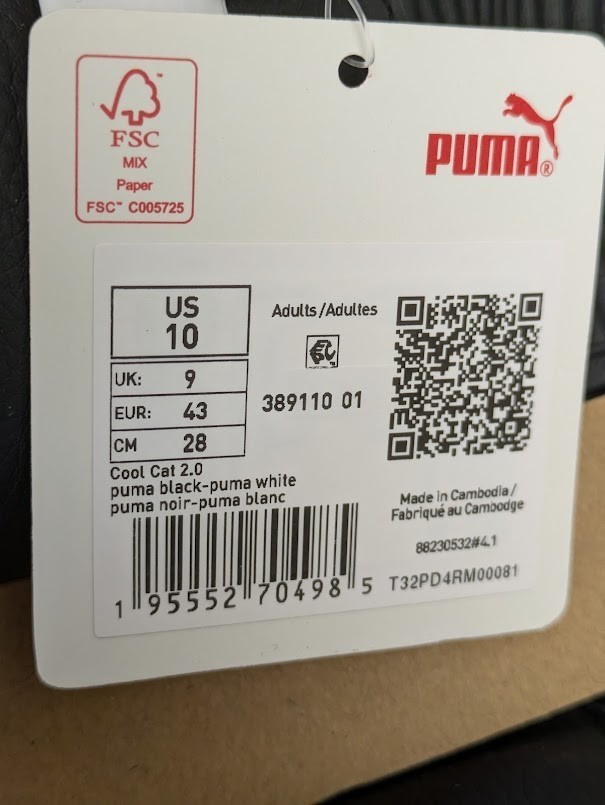 FSC
MIX
Paper
FSC™ C005725
PUMA®
US
10
UK: 9
EUR: 43
CM 28
Adults/Adultes
389110 01
Cool Cat 2.0
puma black-puma white
puma noir-puma blanc
Made in Cambodia/
Fabriqué au Cambodge
88230532#4.1
T32PD4RM00081
1 95552 70498 5